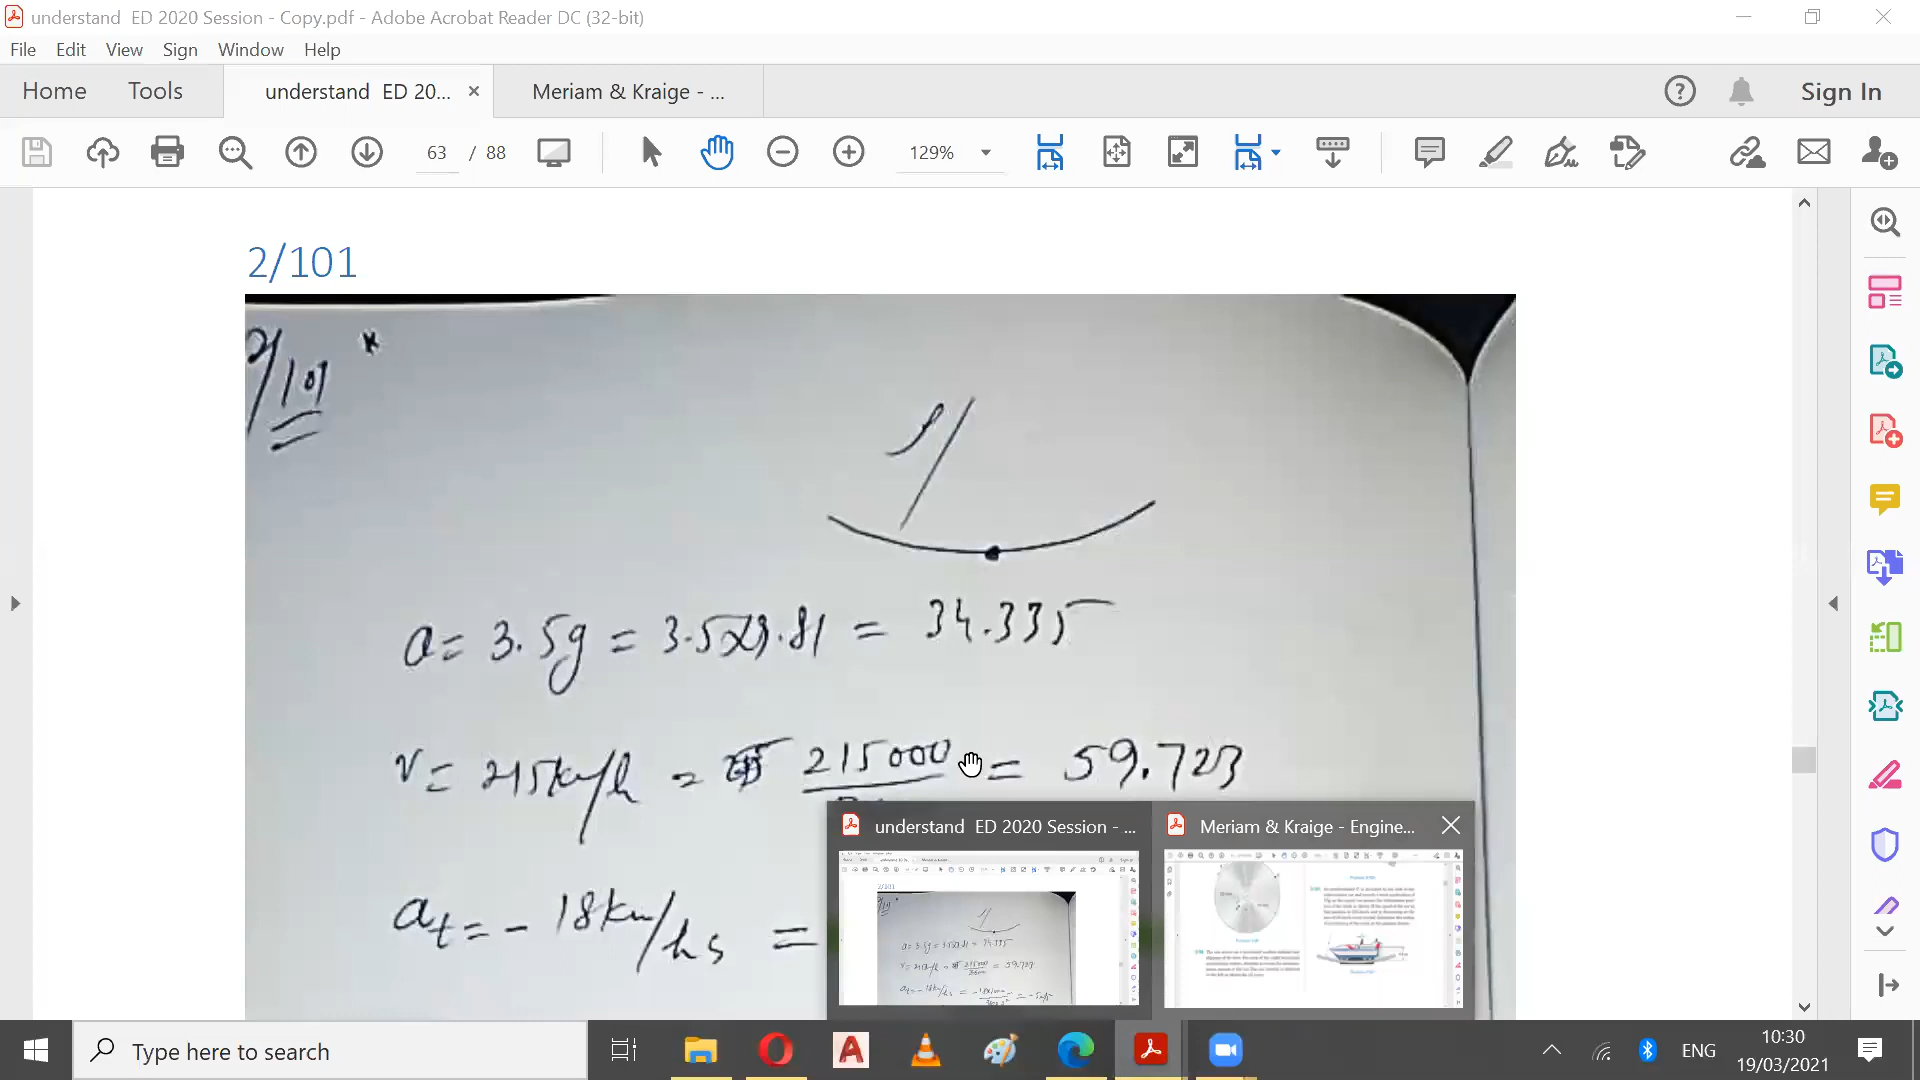 understand ED 2020 Session - Copy.pdf - Adobe Acrobat Reader DC (32-bit)
File Edit View Sign Window Help
Home Tools understand ED 20... × Meriam & Kraige - ... Sign In
63 / 88 129%
2/101
2/101 *
a = 3.5g = 3.5x9.81 = 34.335
v = 215km/h = 215000 = 59.723
at = - 18km/hs =
understand ED 2020 Session - ...
Meriam & Kraige - Engine...
Type here to search
ENG
10:30
19/03/2021